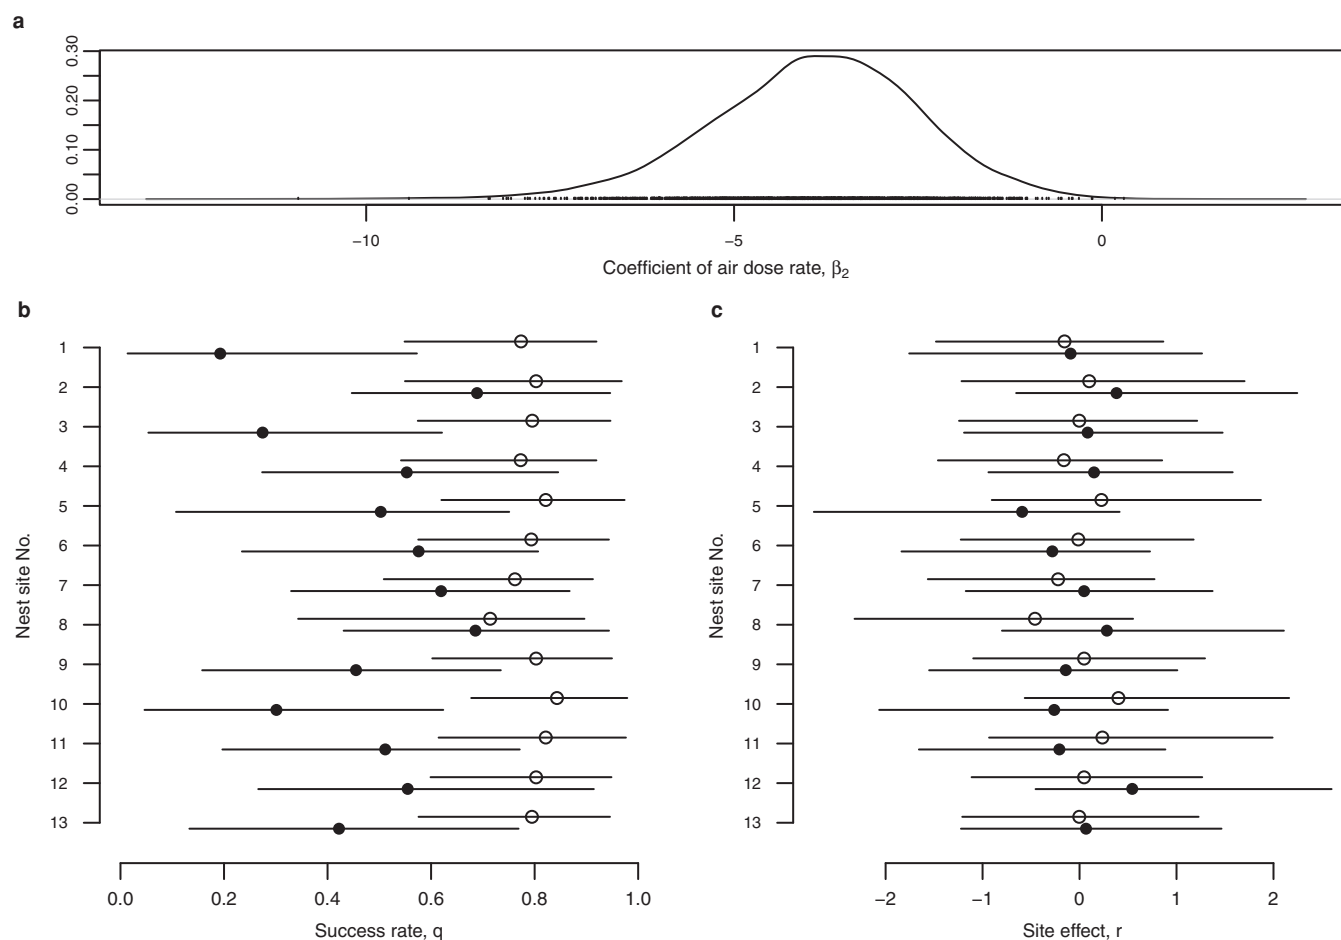 a
0.30
0.20
0.10
0.00
−10 −5 0
Coefficient of air dose rate, β2
b
1
2
3
4
5
6
7
8
9
10
11
12
13
Nest site No.
0.0 0.2 0.4 0.6 0.8 1.0
Success rate, q
c
1
2
3
4
5
6
7
8
9
10
11
12
13
Nest site No.
−2 −1 0 1 2
Site effect, r